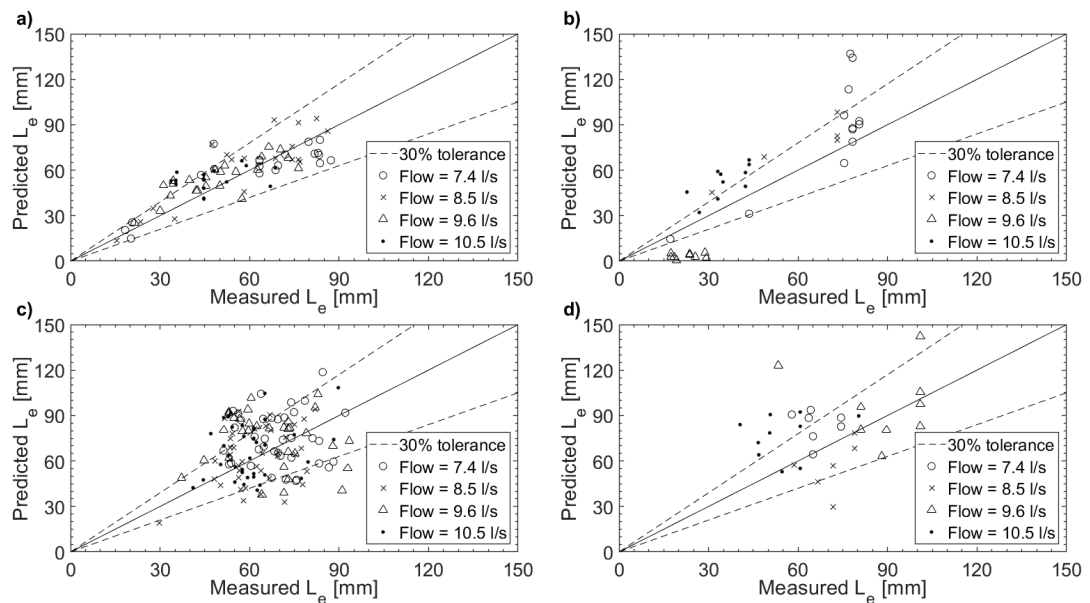 a)
150
120
90
60
30
0
Predicted L_e [mm]
30% tolerance
Flow = 7.4 l/s
Flow = 8.5 l/s
Flow = 9.6 l/s
Flow = 10.5 l/s
0 30 60 90 120 150
Measured L_e [mm]
b)
150
120
90
60
30
0
Predicted L_e [mm]
30% tolerance
Flow = 7.4 l/s
Flow = 8.5 l/s
Flow = 9.6 l/s
Flow = 10.5 l/s
0 30 60 90 120 150
Measured L_e [mm]
c)
150
120
90
60
30
0
Predicted L_e [mm]
30% tolerance
Flow = 7.4 l/s
Flow = 8.5 l/s
Flow = 9.6 l/s
Flow = 10.5 l/s
0 30 60 90 120 150
Measured L_e [mm]
d)
150
120
90
60
30
0
Predicted L_e [mm]
30% tolerance
Flow = 7.4 l/s
Flow = 8.5 l/s
Flow = 9.6 l/s
Flow = 10.5 l/s
0 30 60 90 120 150
Measured L_e [mm]